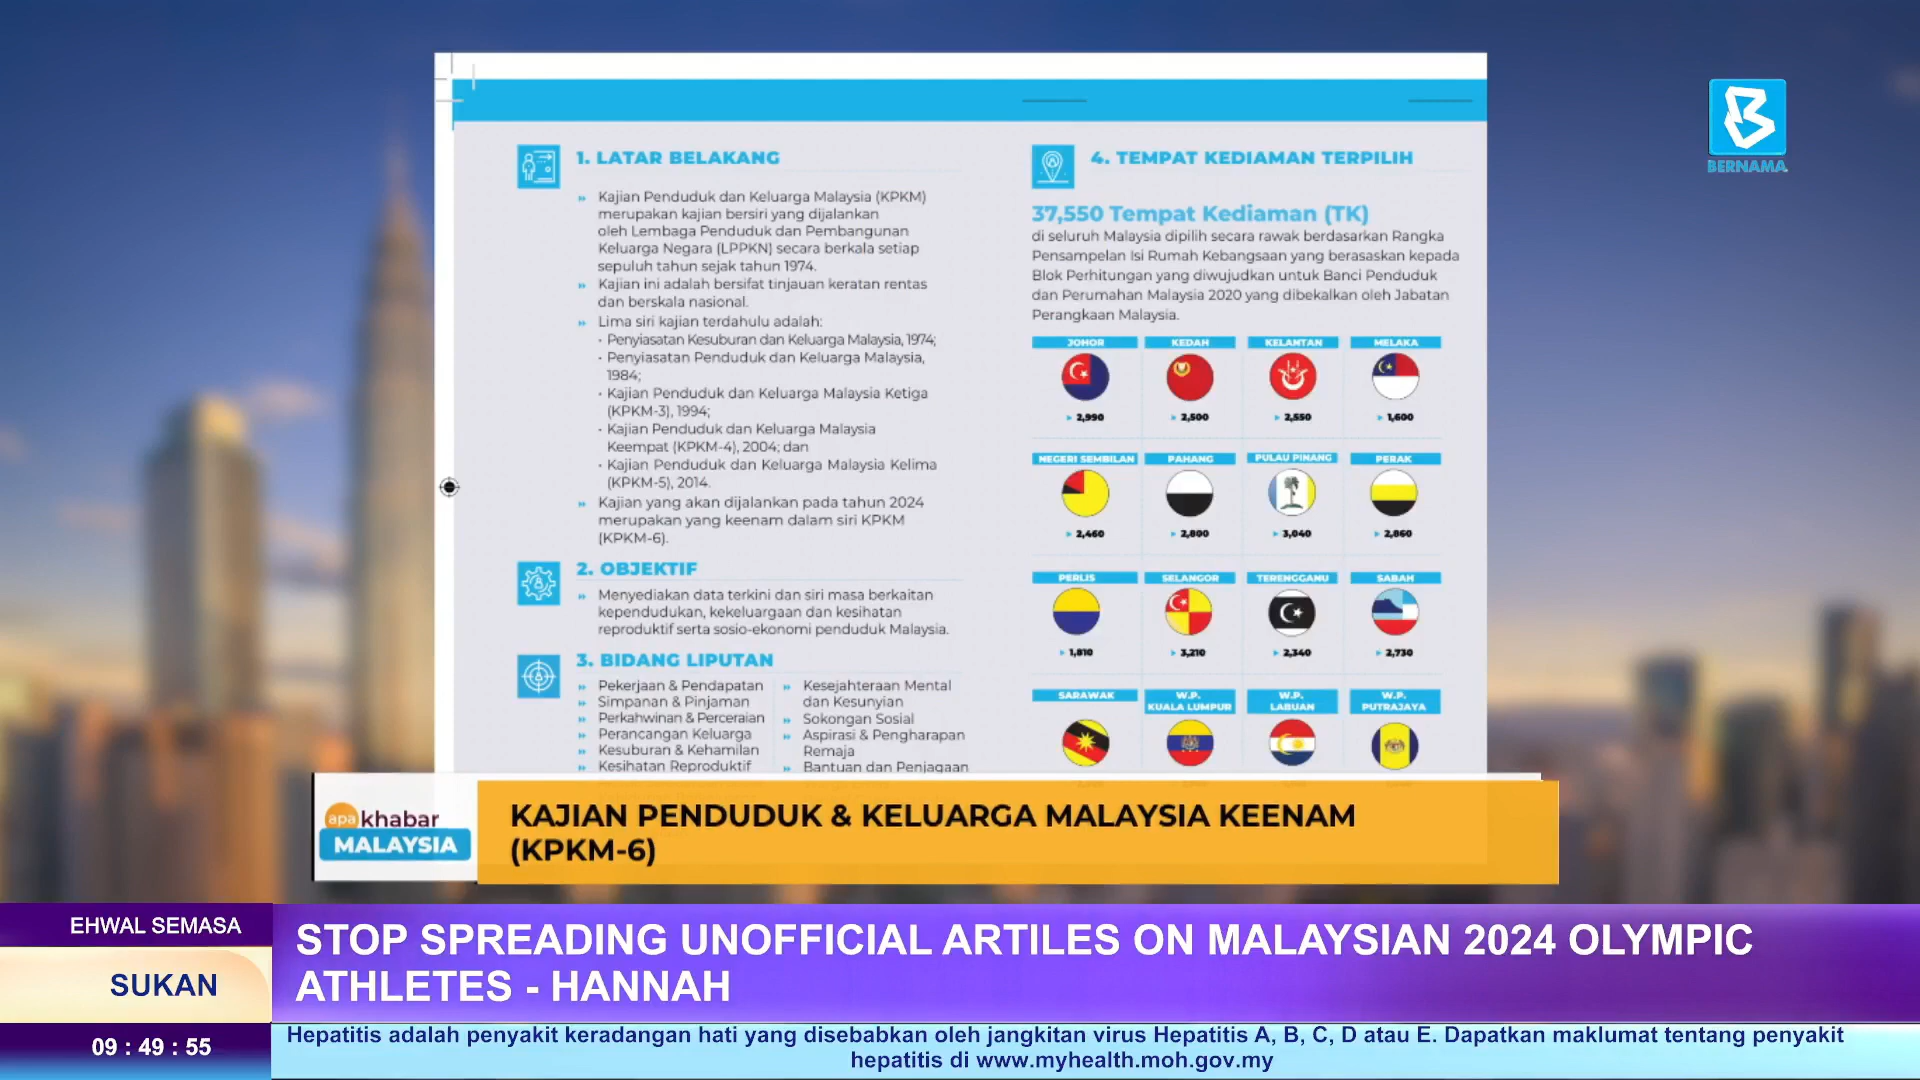 BERNAMA
1. LATAR BELAKANG
Kajian Penduduk dan Keluarga Malaysia (KPKM)
merupakan kajian bersiri yang dijalankan
oleh Lembaga Penduduk dan Pembangunan
Keluarga Negara (LPPKN) secara berkala setiap
sepuluh tahun sejak tahun 1974.
Kajian ini adalah bersifat tinjauan keratan rentas
dan berskala nasional.
Lima siri kajian terdahulu adalah:
• Penyiasatan Kesuburan dan Keluarga Malaysia, 1974;
• Penyiasatan Penduduk dan Keluarga Malaysia,
1984;
• Kajian Penduduk dan Keluarga Malaysia Ketiga
(KPKM-3), 1994;
• Kajian Penduduk dan Keluarga Malaysia
Keempat (KPKM-4), 2004; dan
• Kajian Penduduk dan Keluarga Malaysia Kelima
(KPKM-5), 2014.
Kajian yang akan dijalankan pada tahun 2024
merupakan yang keenam dalam siri KPKM
(KPKM-6).
2. OBJEKTIF
Menyediakan data terkini dan siri masa berkaitan
kependudukan, kekeluargaan dan kesihatan
reproduktif serta sosio-ekonomi penduduk Malaysia.
3. BIDANG LIPUTAN
Pekerjaan & Pendapatan
Simpanan & Pinjaman
Perkahwinan & Perceraian
Perancangan Keluarga
Kesuburan & Kehamilan
Kesihatan Reproduktif
Kesejahteraan Mental
dan Kesunyian
Sokongan Sosial
Aspirasi & Pengharapan
Remaja
Bantuan dan Penjagaan
4. TEMPAT KEDIAMAN TERPILIH
37,550 Tempat Kediaman (TK)
di seluruh Malaysia dipilih secara rawak berdasarkan Rangka
Pensampelan Isi Rumah Kebangsaan yang berasaskan kepada
Blok Perhitungan yang diwujudkan untuk Banci Penduduk
dan Perumahan Malaysia 2020 yang dibekalkan oleh Jabatan
Perangkaan Malaysia.
JOHOR KEDAH KELANTAN MELAKA
2,990 2,500 2,550 1,600
NEGERI SEMBILAN PAHANG PULAU PINANG PERAK
2,460 2,800 3,040 2,860
PERLIS SELANGOR TERENGGANU SABAH
1,810 3,210 2,340 2,730
SARAWAK W.P. KUALA LUMPUR W.P. LABUAN W.P. PUTRAJAYA
apa khabar
MALAYSIA
KAJIAN PENDUDUK & KELUARGA MALAYSIA KEENAM
(KPKM-6)
EHWAL SEMASA
SUKAN
09 : 49 : 55
STOP SPREADING UNOFFICIAL ARTILES ON MALAYSIAN 2024 OLYMPIC
ATHLETES - HANNAH
Hepatitis adalah penyakit keradangan hati yang disebabkan oleh jangkitan virus Hepatitis A, B, C, D atau E. Dapatkan maklumat tentang penyakit
hepatitis di www.myhealth.moh.gov.my